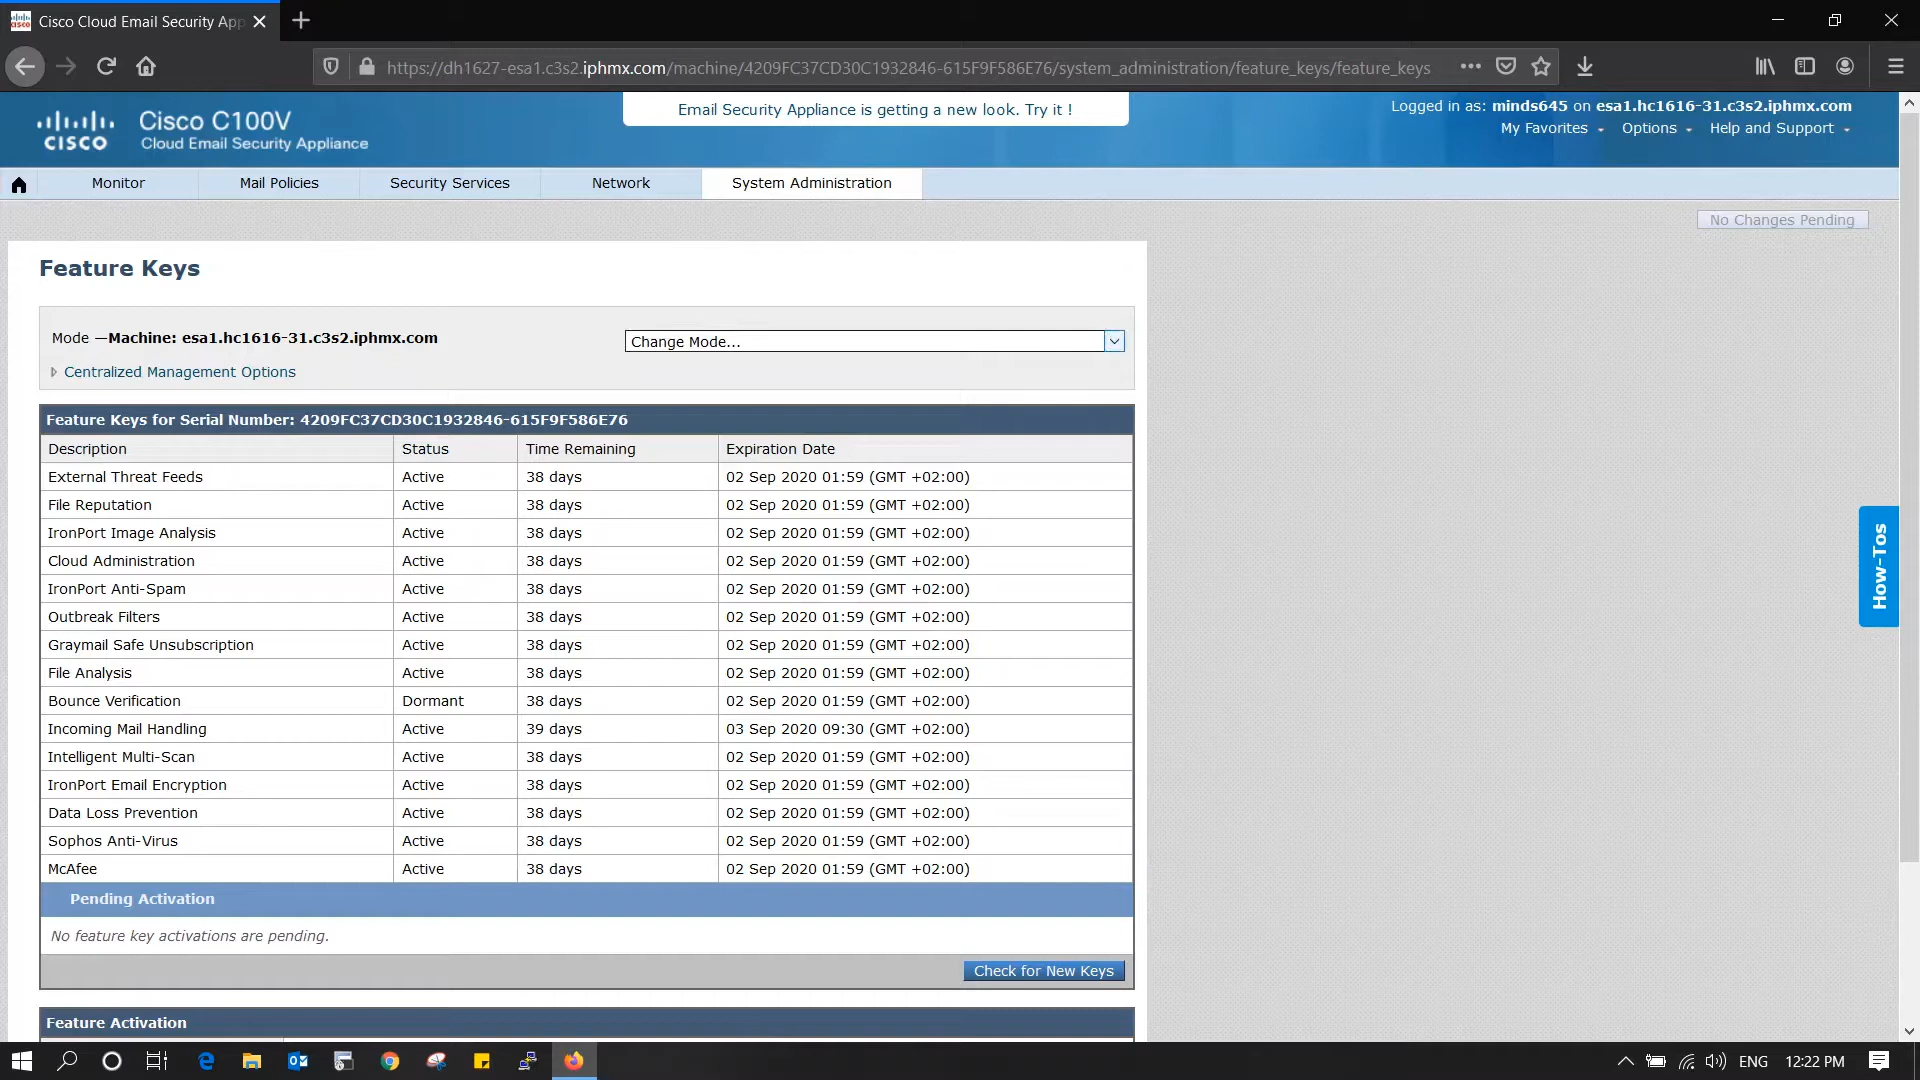 Cisco Cloud Email Security App
https://dh1627-esa1.c3s2.iphmx.com/machine/4209FC37CD30C1932846-615F9F586E76/system_administration/feature_keys/feature_keys
CISCO
Cisco C100V
Cloud Email Security Appliance
Email Security Appliance is getting a new look. Try it !
Logged in as: minds645 on esa1.hc1616-31.c3s2.iphmx.com
My Favorites Options Help and Support
Monitor Mail Policies Security Services Network System Administration
No Changes Pending
Feature Keys
Mode —Machine: esa1.hc1616-31.c3s2.iphmx.com Change Mode...
Centralized Management Options
Feature Keys for Serial Number: 4209FC37CD30C1932846-615F9F586E76
Description Status Time Remaining Expiration Date
External Threat Feeds Active 38 days 02 Sep 2020 01:59 (GMT +02:00)
File Reputation Active 38 days 02 Sep 2020 01:59 (GMT +02:00)
IronPort Image Analysis Active 38 days 02 Sep 2020 01:59 (GMT +02:00)
Cloud Administration Active 38 days 02 Sep 2020 01:59 (GMT +02:00)
IronPort Anti-Spam Active 38 days 02 Sep 2020 01:59 (GMT +02:00)
Outbreak Filters Active 38 days 02 Sep 2020 01:59 (GMT +02:00)
Graymail Safe Unsubscription Active 38 days 02 Sep 2020 01:59 (GMT +02:00)
File Analysis Active 38 days 02 Sep 2020 01:59 (GMT +02:00)
Bounce Verification Dormant 38 days 02 Sep 2020 01:59 (GMT +02:00)
Incoming Mail Handling Active 39 days 03 Sep 2020 09:30 (GMT +02:00)
Intelligent Multi-Scan Active 38 days 02 Sep 2020 01:59 (GMT +02:00)
IronPort Email Encryption Active 38 days 02 Sep 2020 01:59 (GMT +02:00)
Data Loss Prevention Active 38 days 02 Sep 2020 01:59 (GMT +02:00)
Sophos Anti-Virus Active 38 days 02 Sep 2020 01:59 (GMT +02:00)
McAfee Active 38 days 02 Sep 2020 01:59 (GMT +02:00)
Pending Activation
No feature key activations are pending.
Check for New Keys
Feature Activation
How-Tos
ENG 12:22 PM